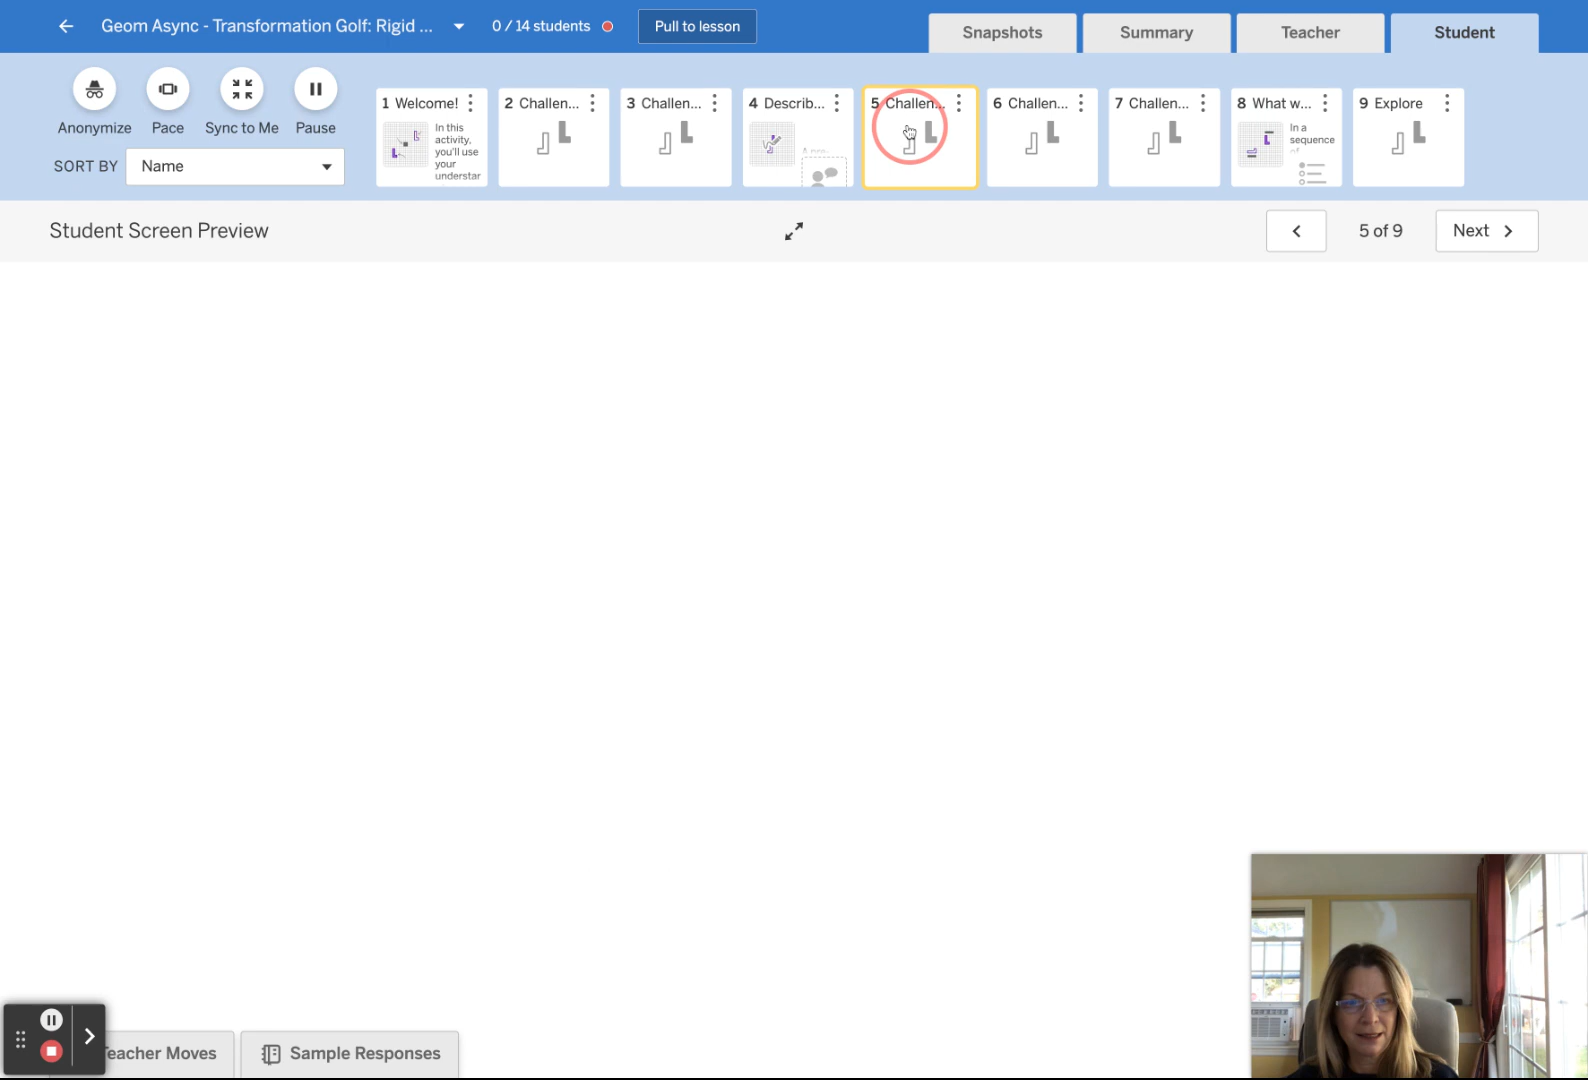 Geom Async - Transformation Golf: Rigid ...
0 / 14 students
Pull to lesson
Snapshots
Summary
Teacher
Student
Anonymize
Pace
Sync to Me
Pause
SORT BY
Name
1 Welcome!
In this
activity,
you'll use
your
understar
2 Challen...
3 Challen...
4 Describ...
5 Challen...
6 Challen...
7 Challen...
8 What w...
In a
sequence
of
9 Explore
Student Screen Preview
5 of 9
Next
Teacher Moves
Sample Responses